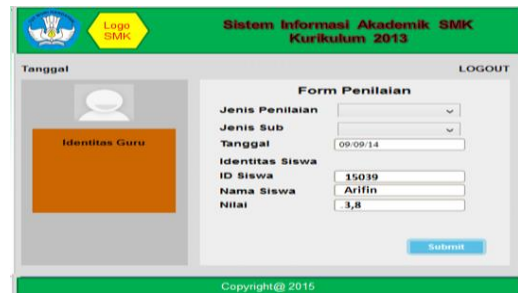 Logo
SMK
Sistem Informasi Akademik SMK
Kurikulum 2013
Tanggal
LOGOUT
Identitas Guru
Form Penilaian
Jenis Penilaian
Jenis Sub
Tanggal 09/09/14
Identitas Siswa
ID Siswa 15039
Nama Siswa Arifin
Nilai .3,8
Submit
Copyright@ 2015